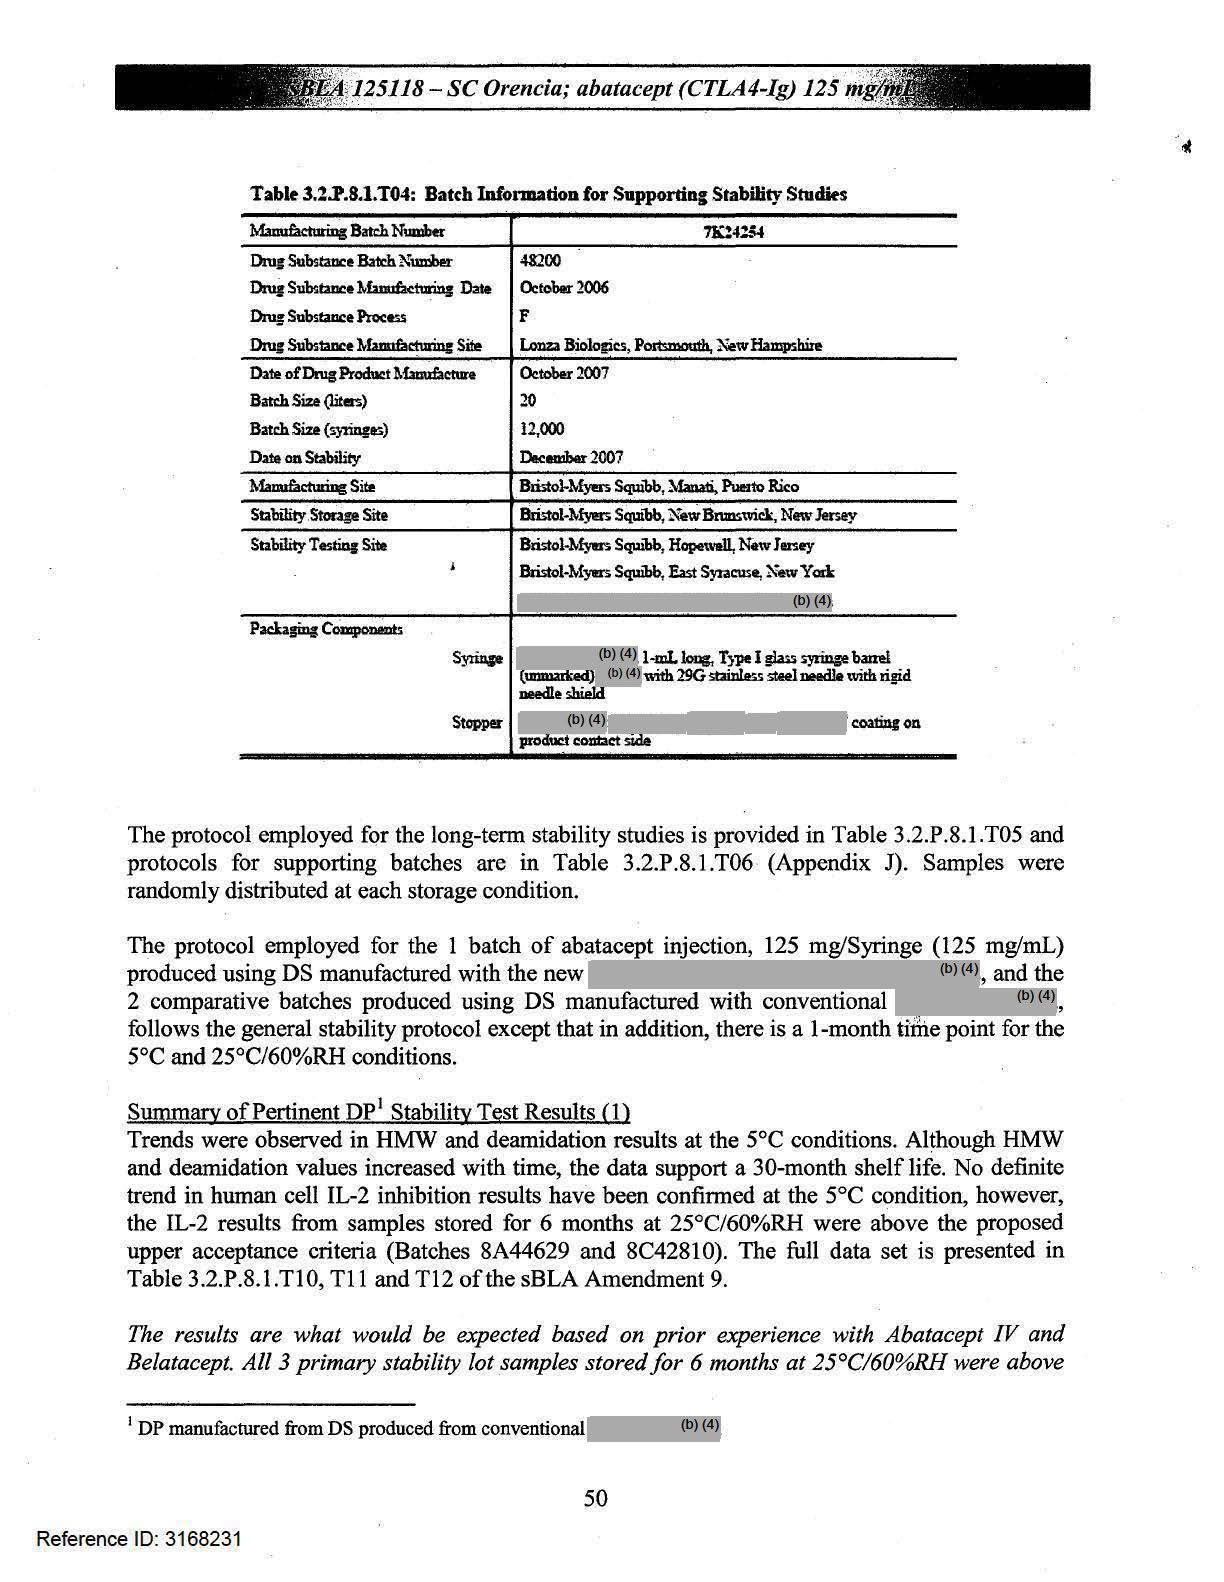 sBLA 125118 – SC Orencia; abatacept (CTLA4-Ig) 125 mg/mL
Table 3.2.P.8.1.T04: Batch Information for Supporting Stability Studies
Manufacturing Batch Number 7K24254
Drug Substance Batch Number 48200
Drug Substance Manufacturing Date October 2006
Drug Substance Process F
Drug Substance Manufacturing Site Lonza Biologics, Portsmouth, New Hampshire
Date of Drug Product Manufacture October 2007
Batch Size (liters) 20
Batch Size (syringes) 12,000
Date on Stability December 2007
Manufacturing Site Bristol-Myers Squibb, Manati, Puerto Rico
Stability Storage Site Bristol-Myers Squibb, New Brunswick, New Jersey
Stability Testing Site Bristol-Myers Squibb, Hopewell, New Jersey
Bristol-Myers Squibb, East Syracuse, New York
(b) (4)
Packaging Components
Syringe (b) (4) 1-mL long, Type I glass syringe barrel
(unmarked) (b) (4) with 29G stainless steel needle with rigid
needle shield
Stopper (b) (4) coating on
product contact side
The protocol employed for the long-term stability studies is provided in Table 3.2.P.8.1.T05 and
protocols for supporting batches are in Table 3.2.P.8.1.T06 (Appendix J). Samples were
randomly distributed at each storage condition.
The protocol employed for the 1 batch of abatacept injection, 125 mg/Syringe (125 mg/mL)
produced using DS manufactured with the new (b) (4), and the
2 comparative batches produced using DS manufactured with conventional (b) (4),
follows the general stability protocol except that in addition, there is a 1-month time point for the
5°C and 25°C/60%RH conditions.
Summary of Pertinent DP1 Stability Test Results (1)
Trends were observed in HMW and deamidation results at the 5°C conditions. Although HMW
and deamidation values increased with time, the data support a 30-month shelf life. No definite
trend in human cell IL-2 inhibition results have been confirmed at the 5°C condition, however,
the IL-2 results from samples stored for 6 months at 25°C/60%RH were above the proposed
upper acceptance criteria (Batches 8A44629 and 8C42810). The full data set is presented in
Table 3.2.P.8.1.T10, T11 and T12 of the sBLA Amendment 9.
The results are what would be expected based on prior experience with Abatacept IV and
Belatacept. All 3 primary stability lot samples stored for 6 months at 25°C/60%RH were above
1 DP manufactured from DS produced from conventional (b) (4)
50
Reference ID: 3168231